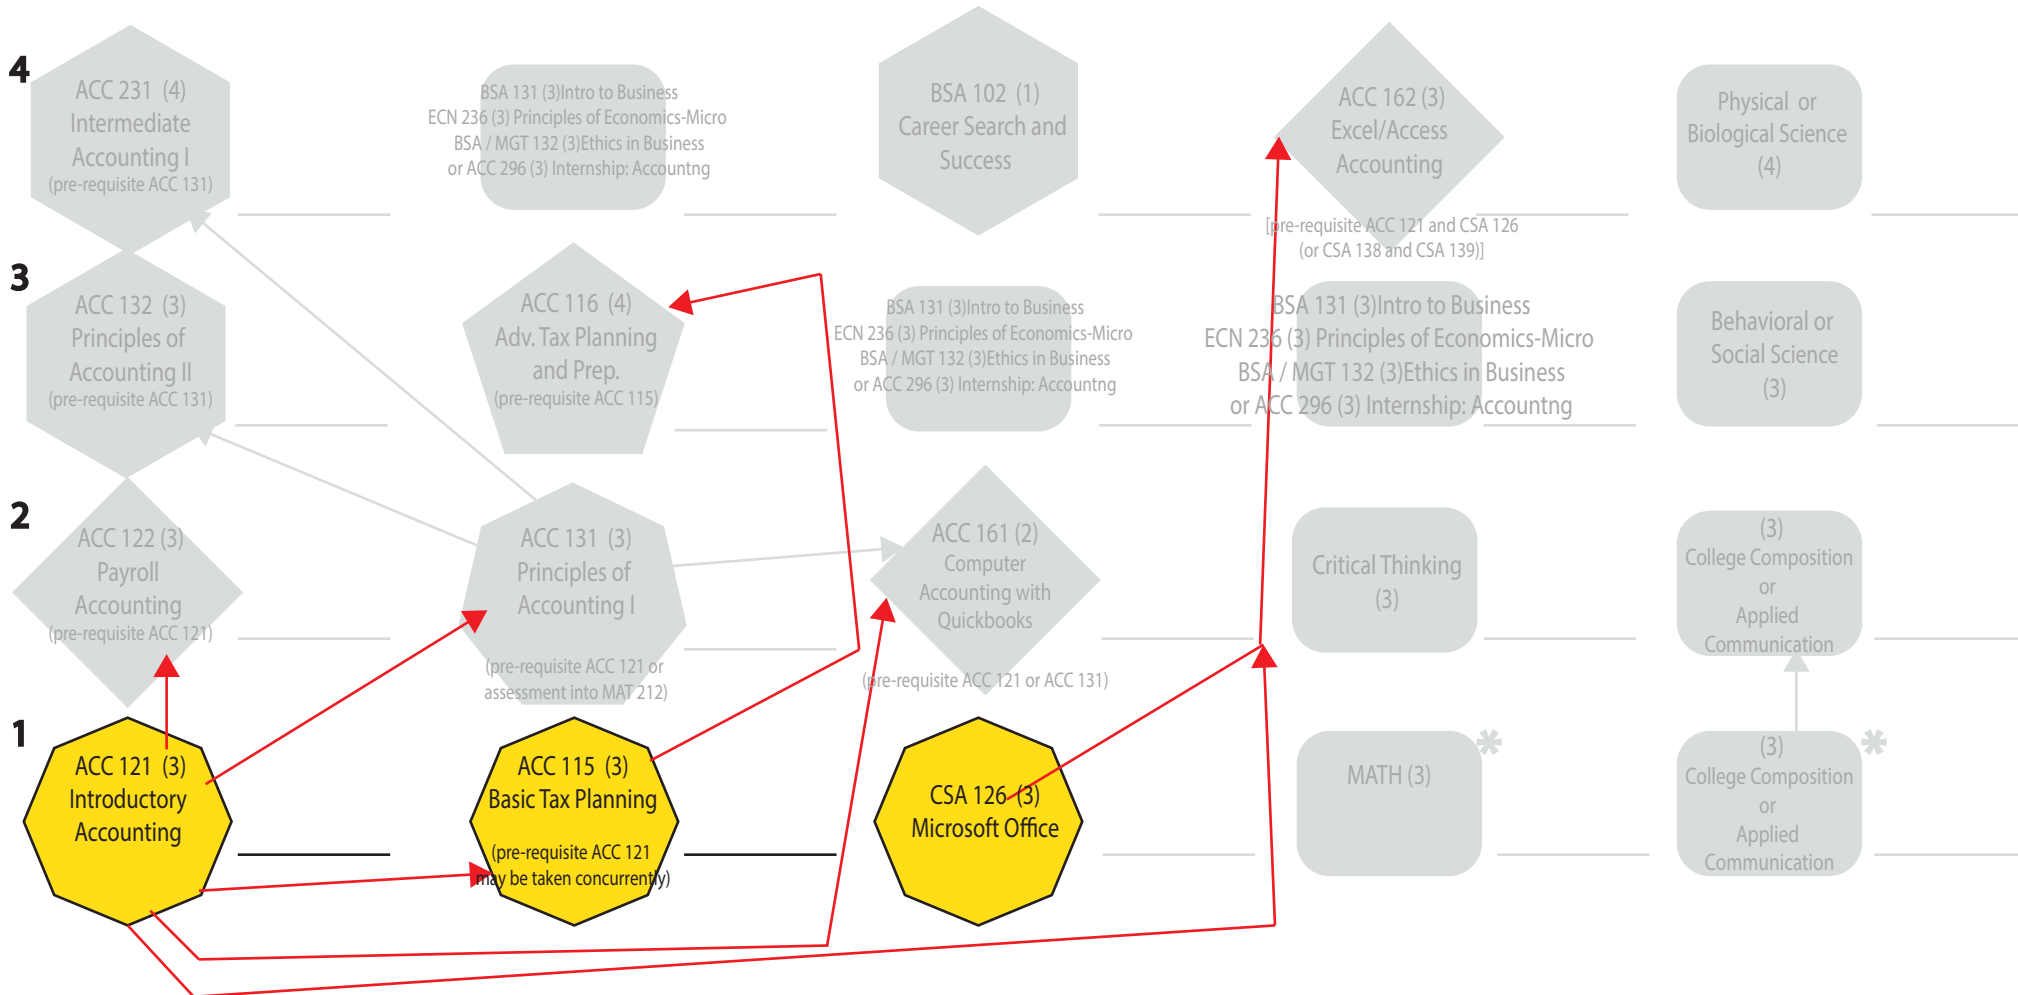 4
ACC 231 (4)
Intermediate
Accounting I
(pre-requisite ACC 131)
BSA 131 (3)Intro to Business
ECN 236 (3) Principles of Economics-Micro
BSA / MGT 132 (3)Ethics in Business
or ACC 296 (3) Internship: Accountng
BSA 102 (1)
Career Search and
Success
ACC 162 (3)
Excel/Access
Accounting
[pre-requisite ACC 121 and CSA 126
(or CSA 138 and CSA 139)]
Physical or
Biological Science
(4)
3
ACC 132 (3)
Principles of
Accounting II
(pre-requisite ACC 131)
ACC 116 (4)
Adv. Tax Planning
and Prep.
(pre-requisite ACC 115)
BSA 131 (3)Intro to Business
ECN 236 (3) Principles of Economics-Micro
BSA / MGT 132 (3)Ethics in Business
or ACC 296 (3) Internship: Accountng
BSA 131 (3)Intro to Business
ECN 236 (3) Principles of Economics-Micro
BSA / MGT 132 (3)Ethics in Business
or ACC 296 (3) Internship: Accountng
Behavioral or
Social Science
(3)
2
ACC 122 (3)
Payroll
Accounting
(pre-requisite ACC 121)
ACC 131 (3)
Principles of
Accounting I
(pre-requisite ACC 121 or
assessment into MAT 212)
ACC 161 (2)
Computer
Accounting with
Quickbooks
(pre-requisite ACC 121 or ACC 131)
Critical Thinking
(3)
(3)
College Composition
or
Applied
Communication
1
ACC 121 (3)
Introductory
Accounting
ACC 115 (3)
Basic Tax Planning
(pre-requisite ACC 121
may be taken concurrently)
CSA 126 (3)
Microsoft Office
MATH (3)
*
(3)
College Composition
or
Applied
Communication
*